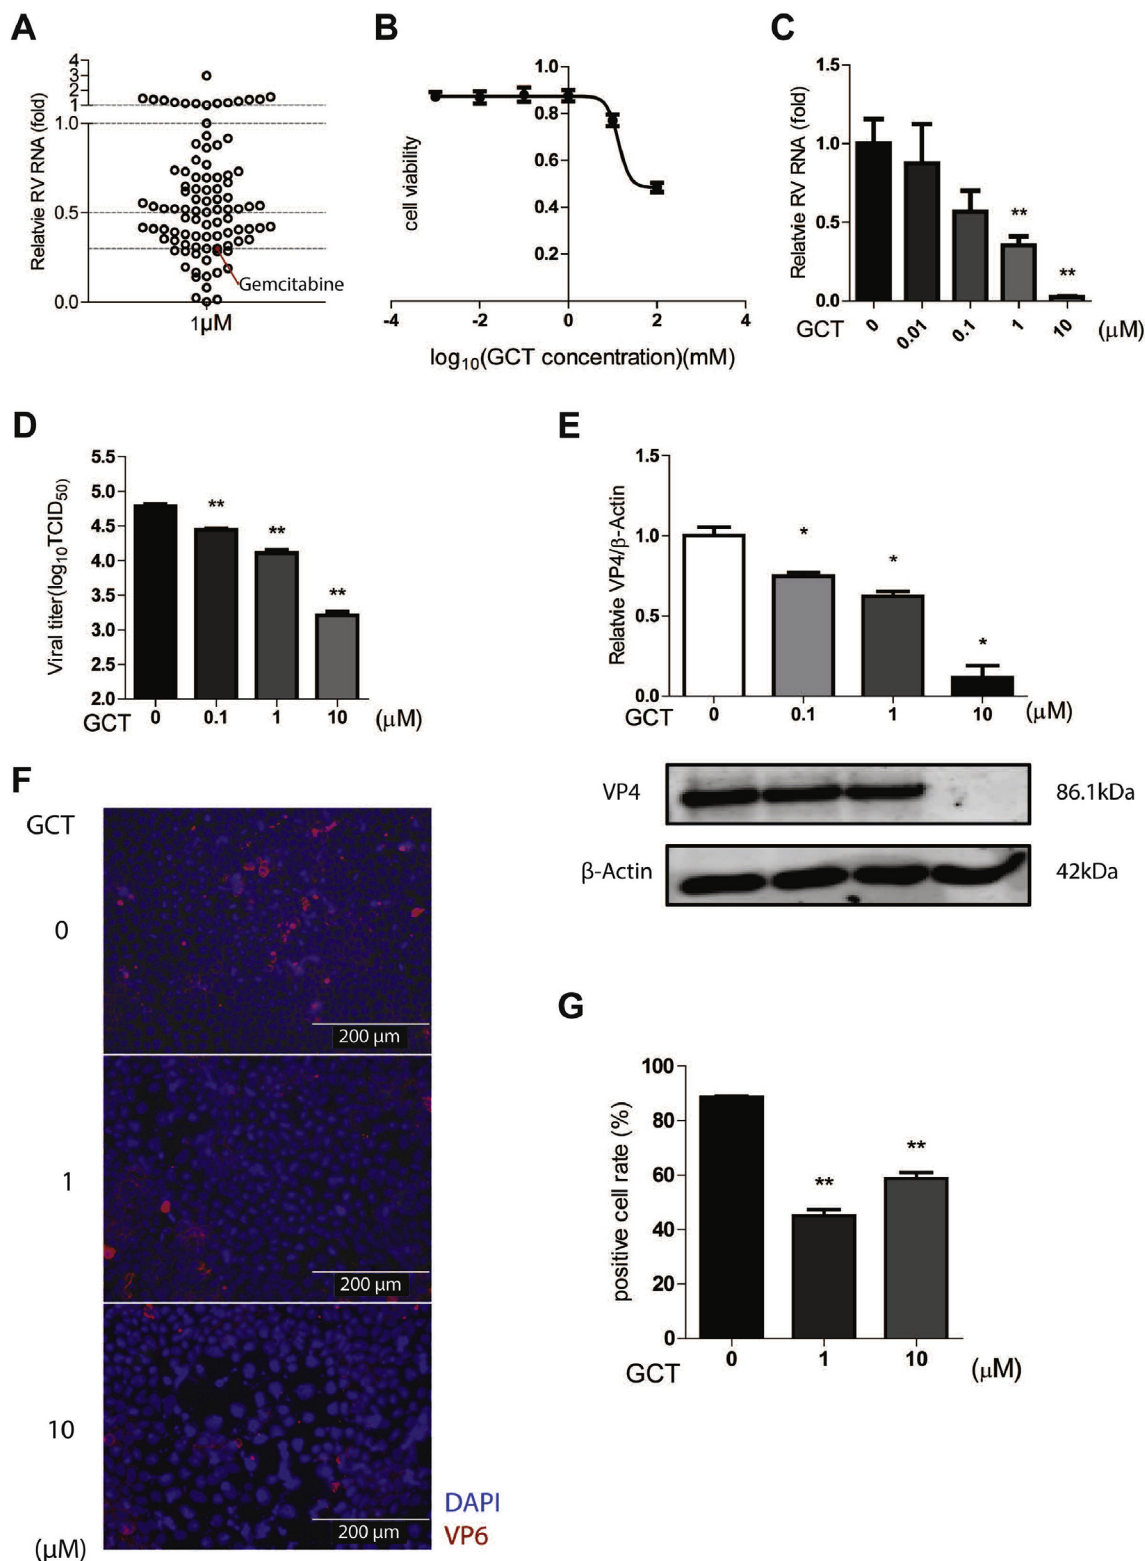 A
Relatvie RV RNA (fold)
4
3
2
1
1.0
0.5
0.0
Gemcitabine
1µM
B
cell viability
1.0
0.8
0.6
0.4
0.2
-4 -2 0 2 4
log10(GCT concentration)(mM)
C
Relatvie RV RNA (fold)
1.5
1.0
0.5
0.0
** **
GCT 0 0.01 0.1 1 10 (µM)
D
Viral titer(log10TCID50)
5.5
5.0
4.5
4.0
3.5
3.0
2.5
2.0
** ** **
GCT 0 0.1 1 10 (µM)
E
Relatvie VP4/β-Actin
1.5
1.0
0.5
0.0
* * *
GCT 0 0.1 1 10 (µM)
VP4 86.1kDa
β-Actin 42kDa
F
GCT
0
200 µm
1
200 µm
10
200 µm
(µM)
DAPI
VP6
G
positive cell rate (%)
100
80
60
40
20
0
** **
GCT 0 1 10 (µM)